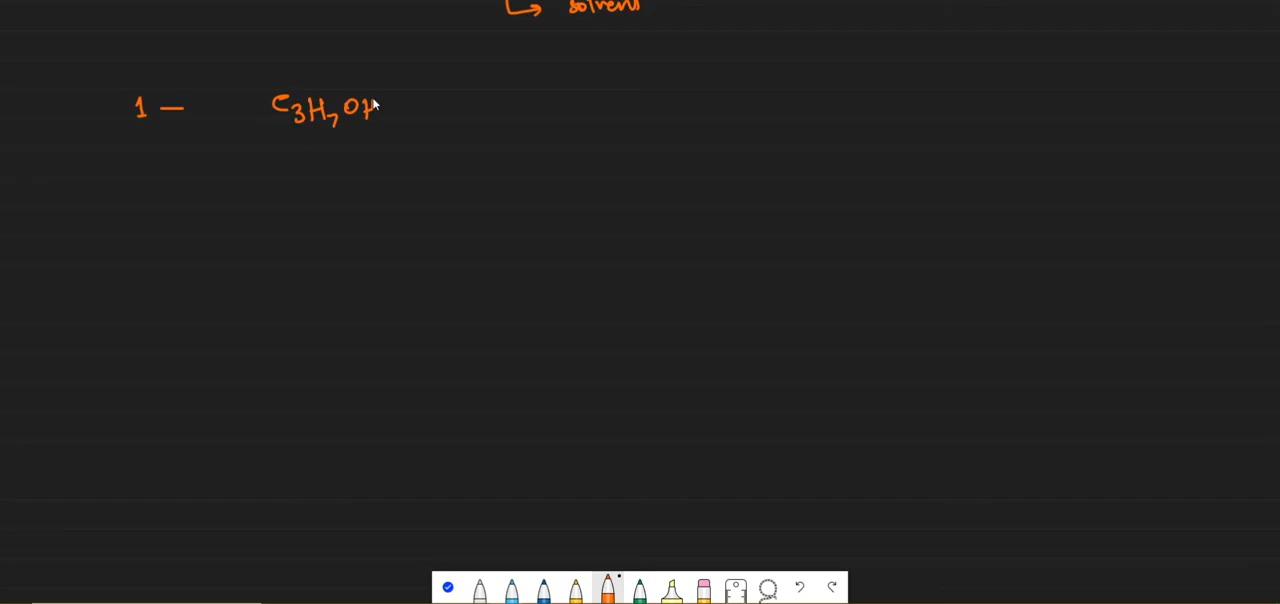 ↳ solvent
1 — C₃H₇OH